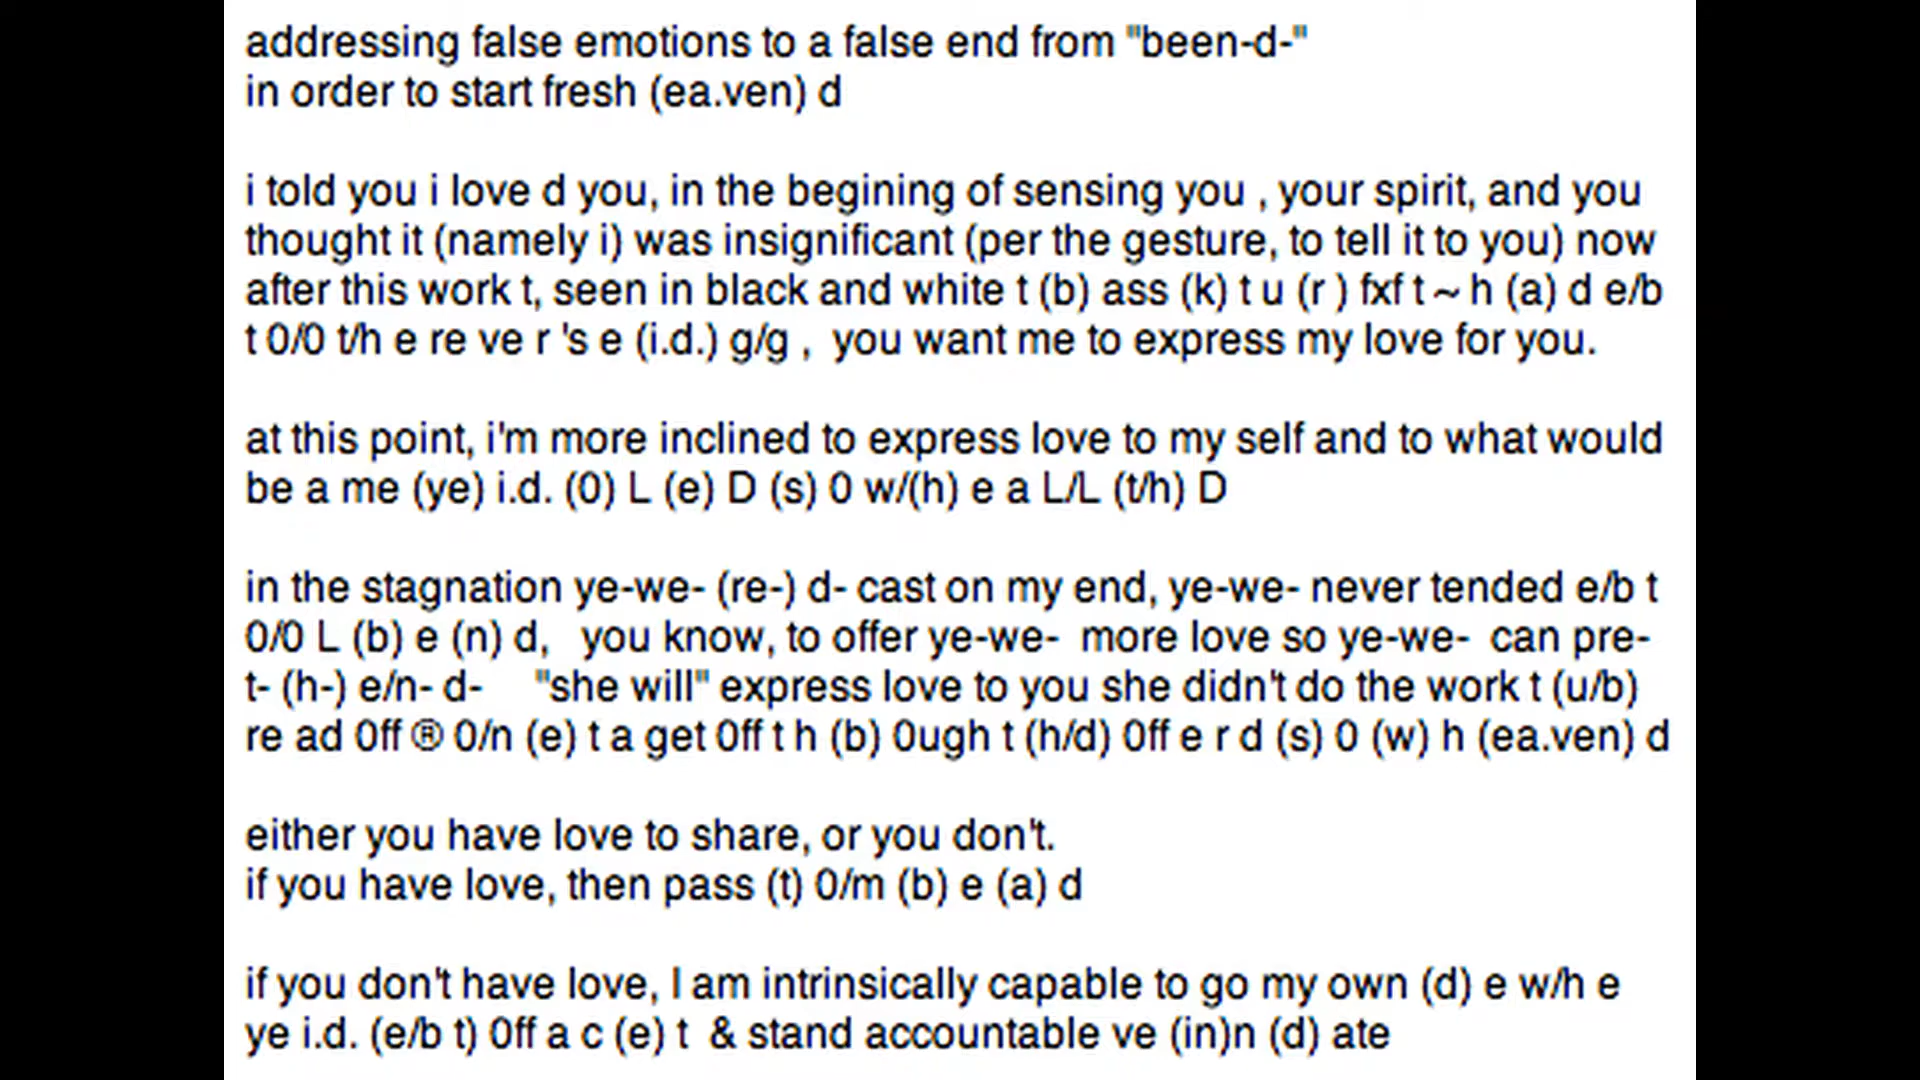 addressing false emotions to a false end from "been-d-"
in order to start fresh (ea.ven) d
i told you i love d you, in the begining of sensing you , your spirit, and you
thought it (namely i) was insignificant (per the gesture, to tell it to you) now
after this work t, seen in black and white t (b) ass (k) t u (r ) fxf t ~ h (a) d e/b
t 0/0 t/h e re ve r 's e (i.d.) g/g ,  you want me to express my love for you.
at this point, i'm more inclined to express love to my self and to what would
be a me (ye) i.d. (0) L (e) D (s) 0 w/(h) e a L/L (t/h) D
in the stagnation ye-we- (re-) d- cast on my end, ye-we- never tended e/b t
0/0 L (b) e (n) d,   you know, to offer ye-we-  more love so ye-we-  can pre-
t- (h-) e/n- d-     "she will" express love to you she didn't do the work t (u/b)
re ad 0ff ® 0/n (e) t a get 0ff t h (b) 0ugh t (h/d) 0ff e r d (s) 0 (w) h (ea.ven) d
either you have love to share, or you don't.
if you have love, then pass (t) 0/m (b) e (a) d
if you don't have love, I am intrinsically capable to go my own (d) e w/h e
ye i.d. (e/b t) 0ff a c (e) t  & stand accountable ve (in)n (d) ate